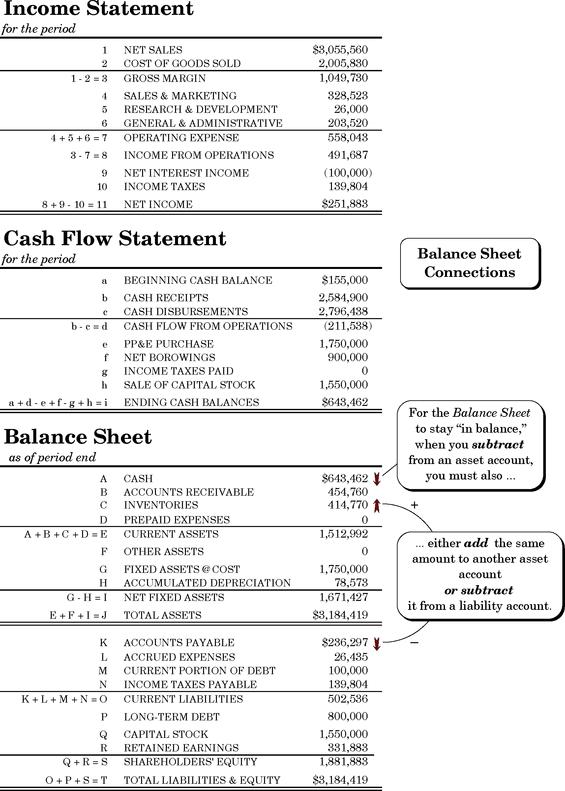 Income Statement
for the period
1 NET SALES $3,055,560
2 COST OF GOODS SOLD 2,005,830
1 - 2 = 3 GROSS MARGIN 1,049,730
4 SALES & MARKETING 328,523
5 RESEARCH & DEVELOPMENT 26,000
6 GENERAL & ADMINISTRATIVE 203,520
4 + 5 + 6 = 7 OPERATING EXPENSE 558,043
3 - 7 = 8 INCOME FROM OPERATIONS 491,687
9 NET INTEREST INCOME (100,000)
10 INCOME TAXES 139,804
8 + 9 - 10 = 11 NET INCOME $251,883
Cash Flow Statement
for the period
a BEGINNING CASH BALANCE $155,000
b CASH RECEIPTS 2,584,900
c CASH DISBURSEMENTS 2,796,438
b - c = d CASH FLOW FROM OPERATIONS (211,538)
e PP&E PURCHASE 1,750,000
f NET BOROWINGS 900,000
g INCOME TAXES PAID 0
h SALE OF CAPITAL STOCK 1,550,000
a + d - e + f - g + h = i ENDING CASH BALANCES $643,462
Balance Sheet
Connections
Balance Sheet
as of period end
A CASH $643,462
B ACCOUNTS RECEIVABLE 454,760
C INVENTORIES 414,770
D PREPAID EXPENSES 0
A + B + C + D = E CURRENT ASSETS 1,512,992
F OTHER ASSETS 0
G FIXED ASSETS @ COST 1,750,000
H ACCUMULATED DEPRECIATION 78,573
G - H = I NET FIXED ASSETS 1,671,427
E + F + I = J TOTAL ASSETS $3,184,419
K ACCOUNTS PAYABLE $236,297
L ACCRUED EXPENSES 26,435
M CURRENT PORTION OF DEBT 100,000
N INCOME TAXES PAYABLE 139,804
K + L + M + N = O CURRENT LIABILITIES 502,536
P LONG-TERM DEBT 800,000
Q CAPITAL STOCK 1,550,000
R RETAINED EARNINGS 331,883
Q + R = S SHAREHOLDERS' EQUITY 1,881,883
O + P + S = T TOTAL LIABILITIES & EQUITY $3,184,419
For the Balance Sheet
to stay “in balance,”
when you subtract
from an asset account,
you must also ...
+
... either add the same
amount to another asset
account
or subtract
it from a liability account.
–